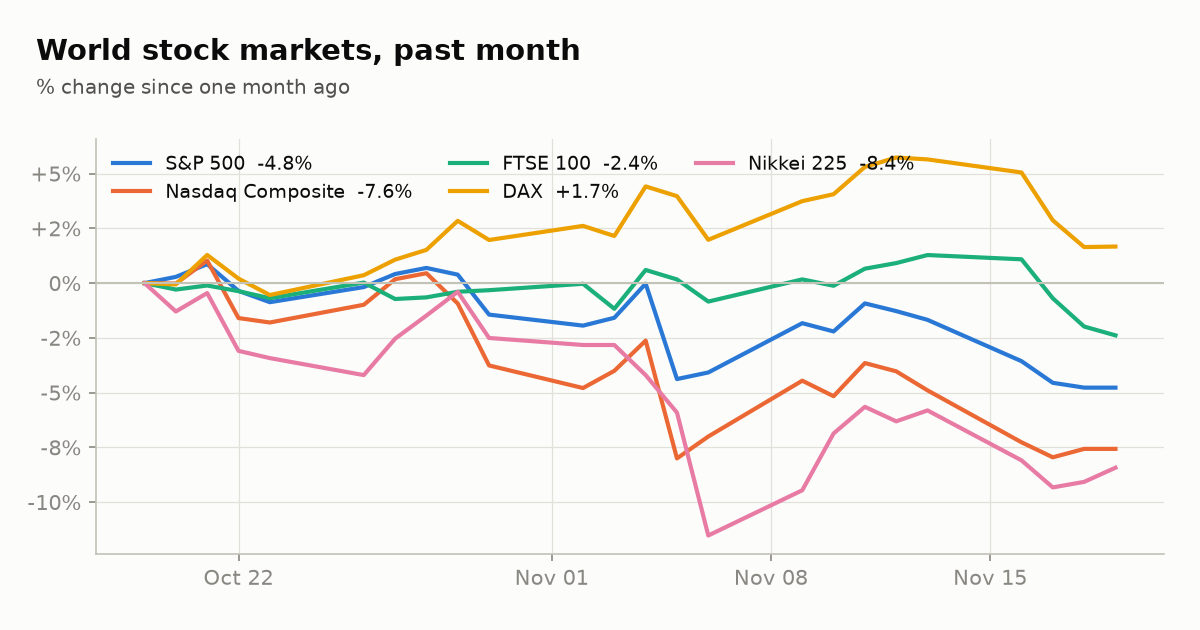 World stock markets, past month
% change since one month ago
S&P 500  -4.8%
Nasdaq Composite  -7.6%
FTSE 100  -2.4%
DAX  +1.7%
Nikkei 225  -8.4%
+5%
+2%
0%
-2%
-5%
-8%
-10%
Oct 22
Nov 01
Nov 08
Nov 15